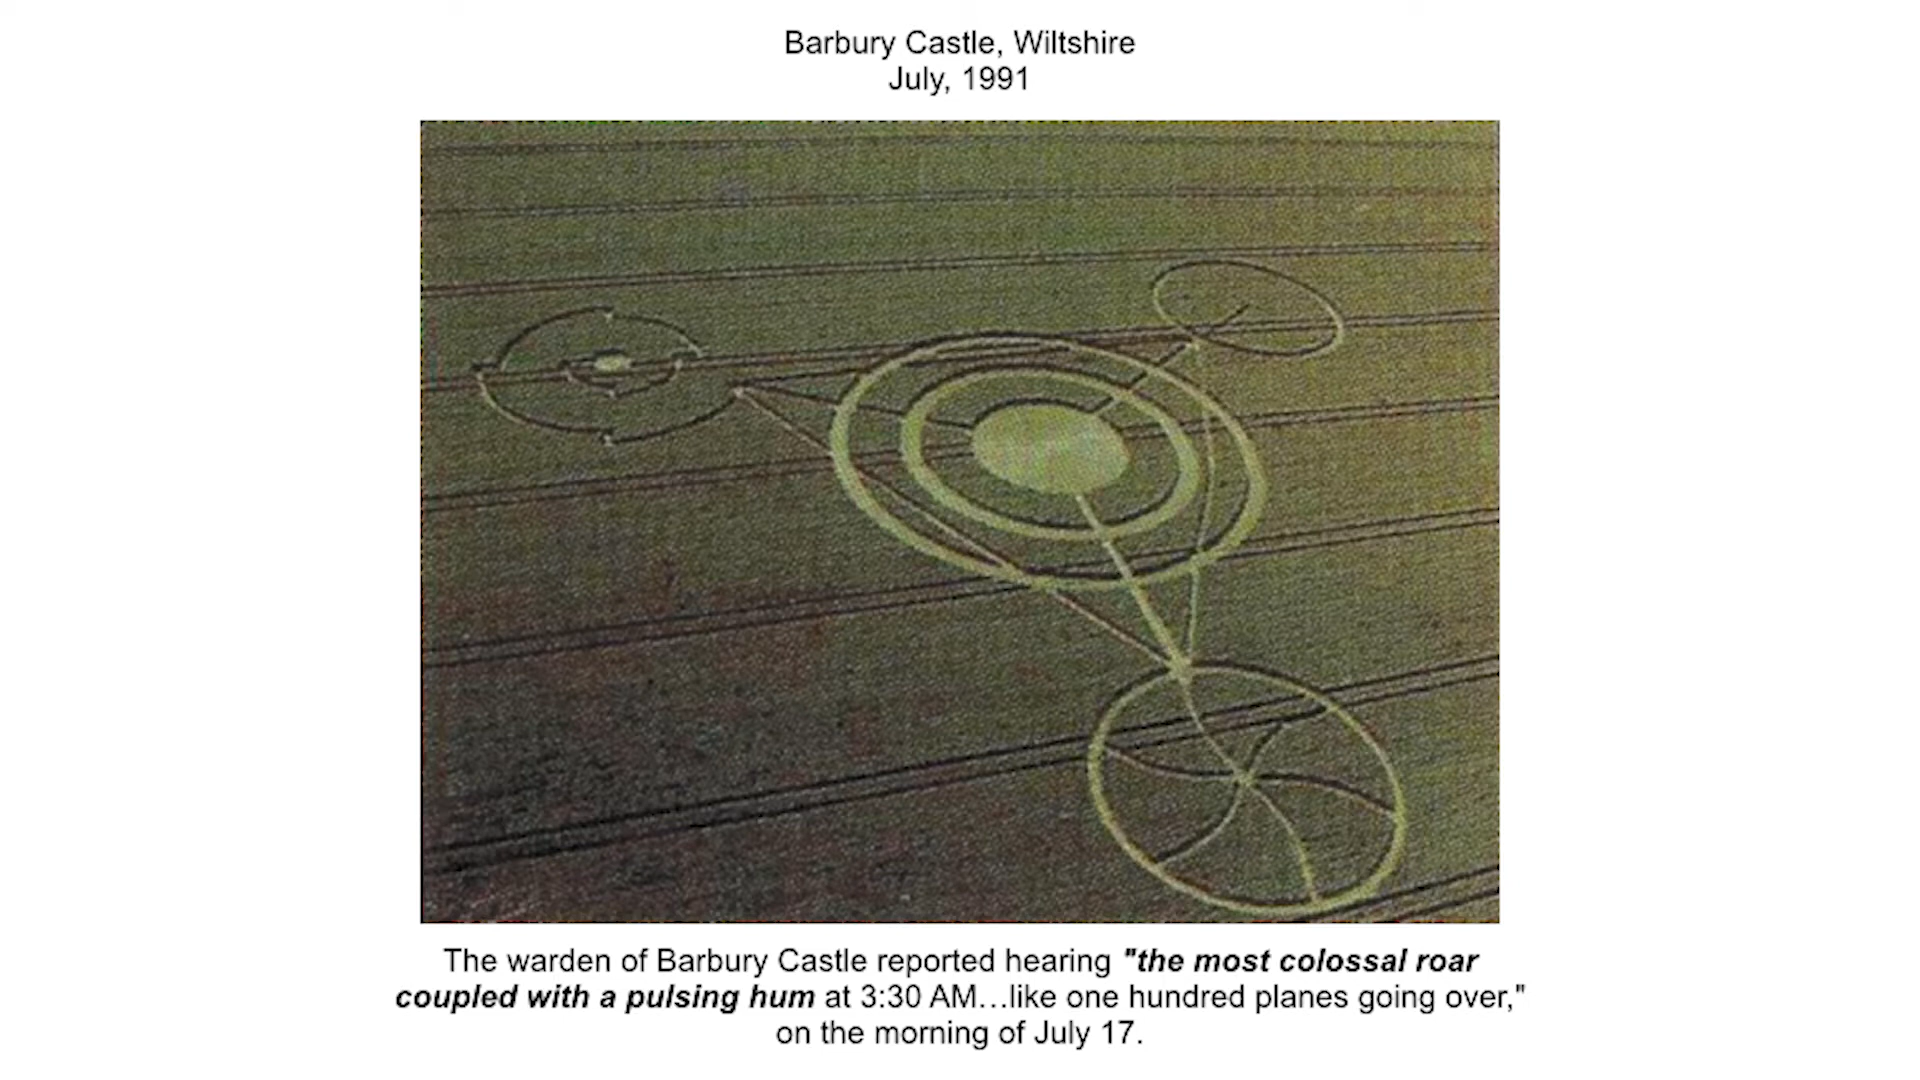 Barbury Castle, Wiltshire
July, 1991
The warden of Barbury Castle reported hearing "the most colossal roar
coupled with a pulsing hum at 3:30 AM…like one hundred planes going over,"
on the morning of July 17.